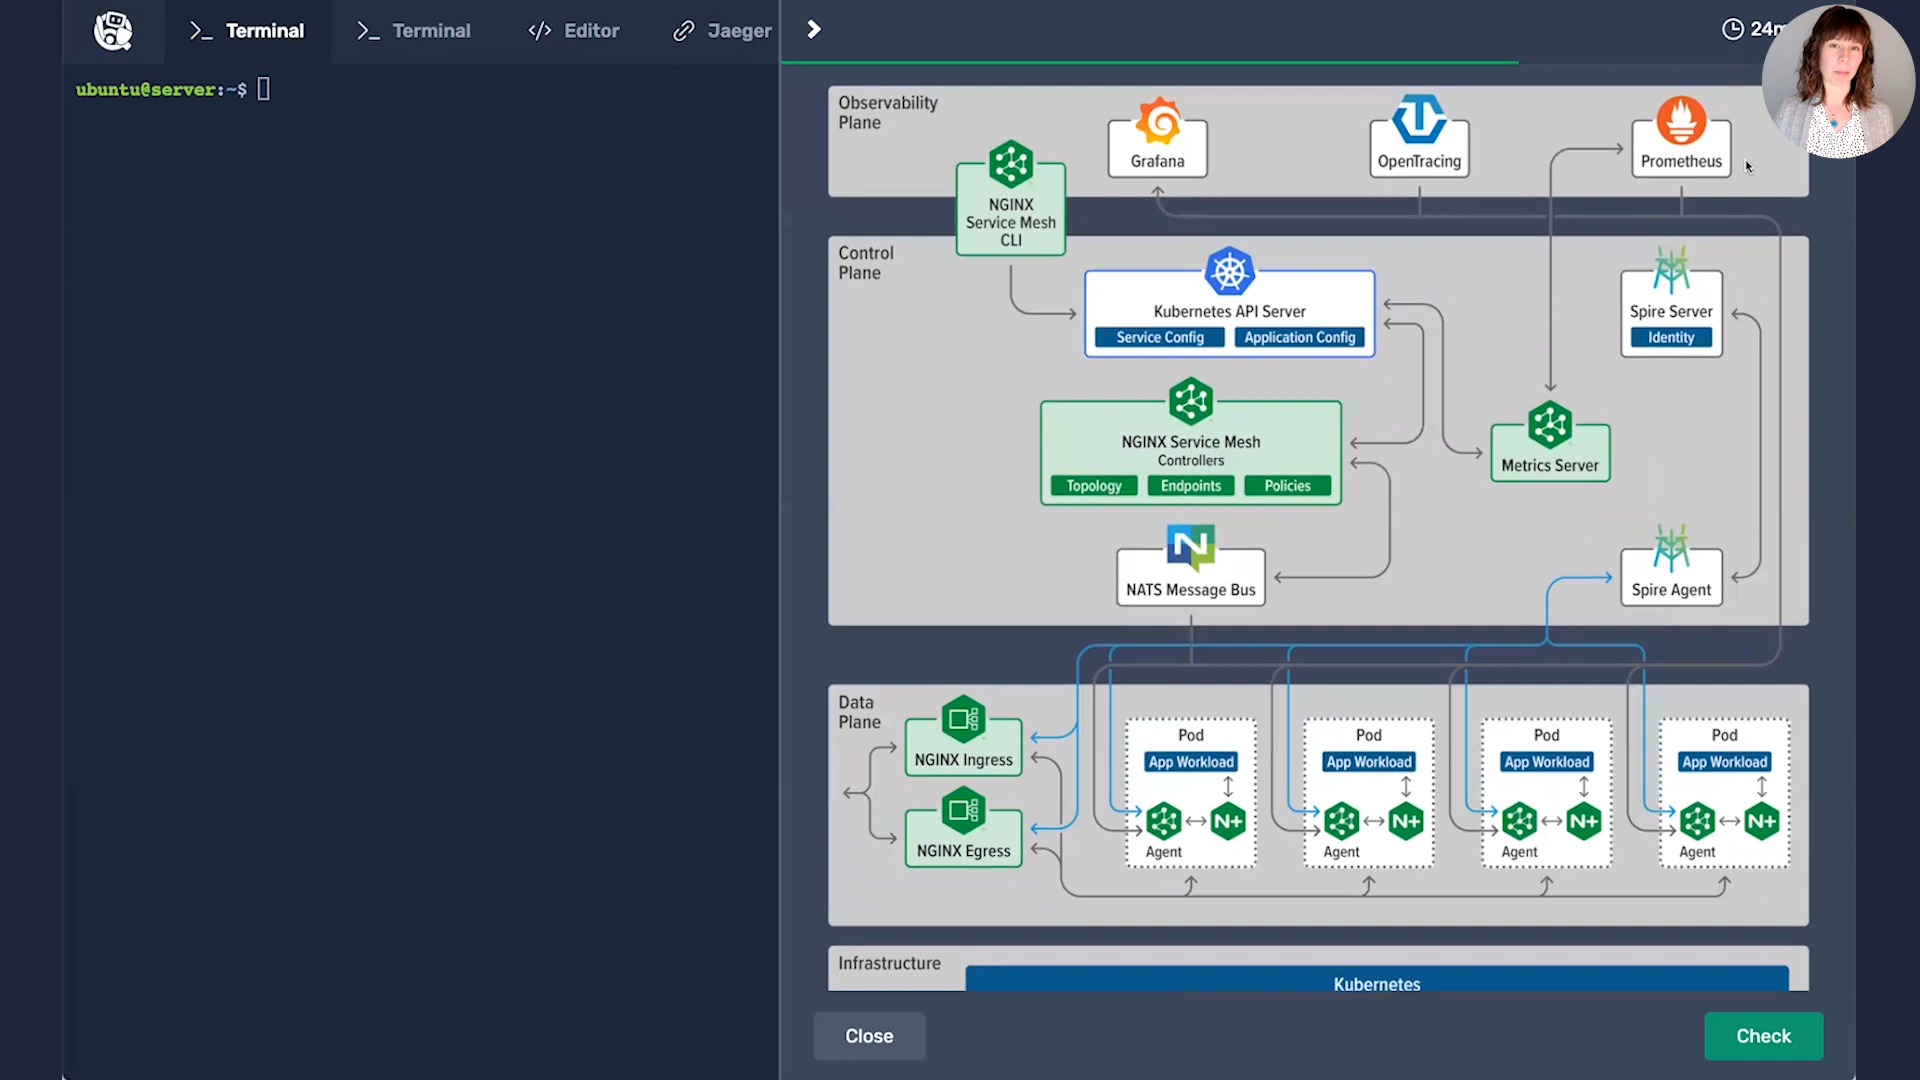 Terminal
Terminal
Editor
Jaeger
ubuntu@server:~$
Observability
Plane
Grafana
OpenTracing
Prometheus
NGINX
Service Mesh
CLI
Control
Plane
Kubernetes API Server
Service Config
Application Config
Spire Server
Identity
NGINX Service Mesh
Controllers
Topology
Endpoints
Policies
Metrics Server
NATS Message Bus
Spire Agent
Data
Plane
NGINX Ingress
NGINX Egress
Pod
App Workload
N+
Agent
Pod
App Workload
N+
Agent
Pod
App Workload
N+
Agent
Pod
App Workload
N+
Agent
Infrastructure
Kubernetes
Close
Check